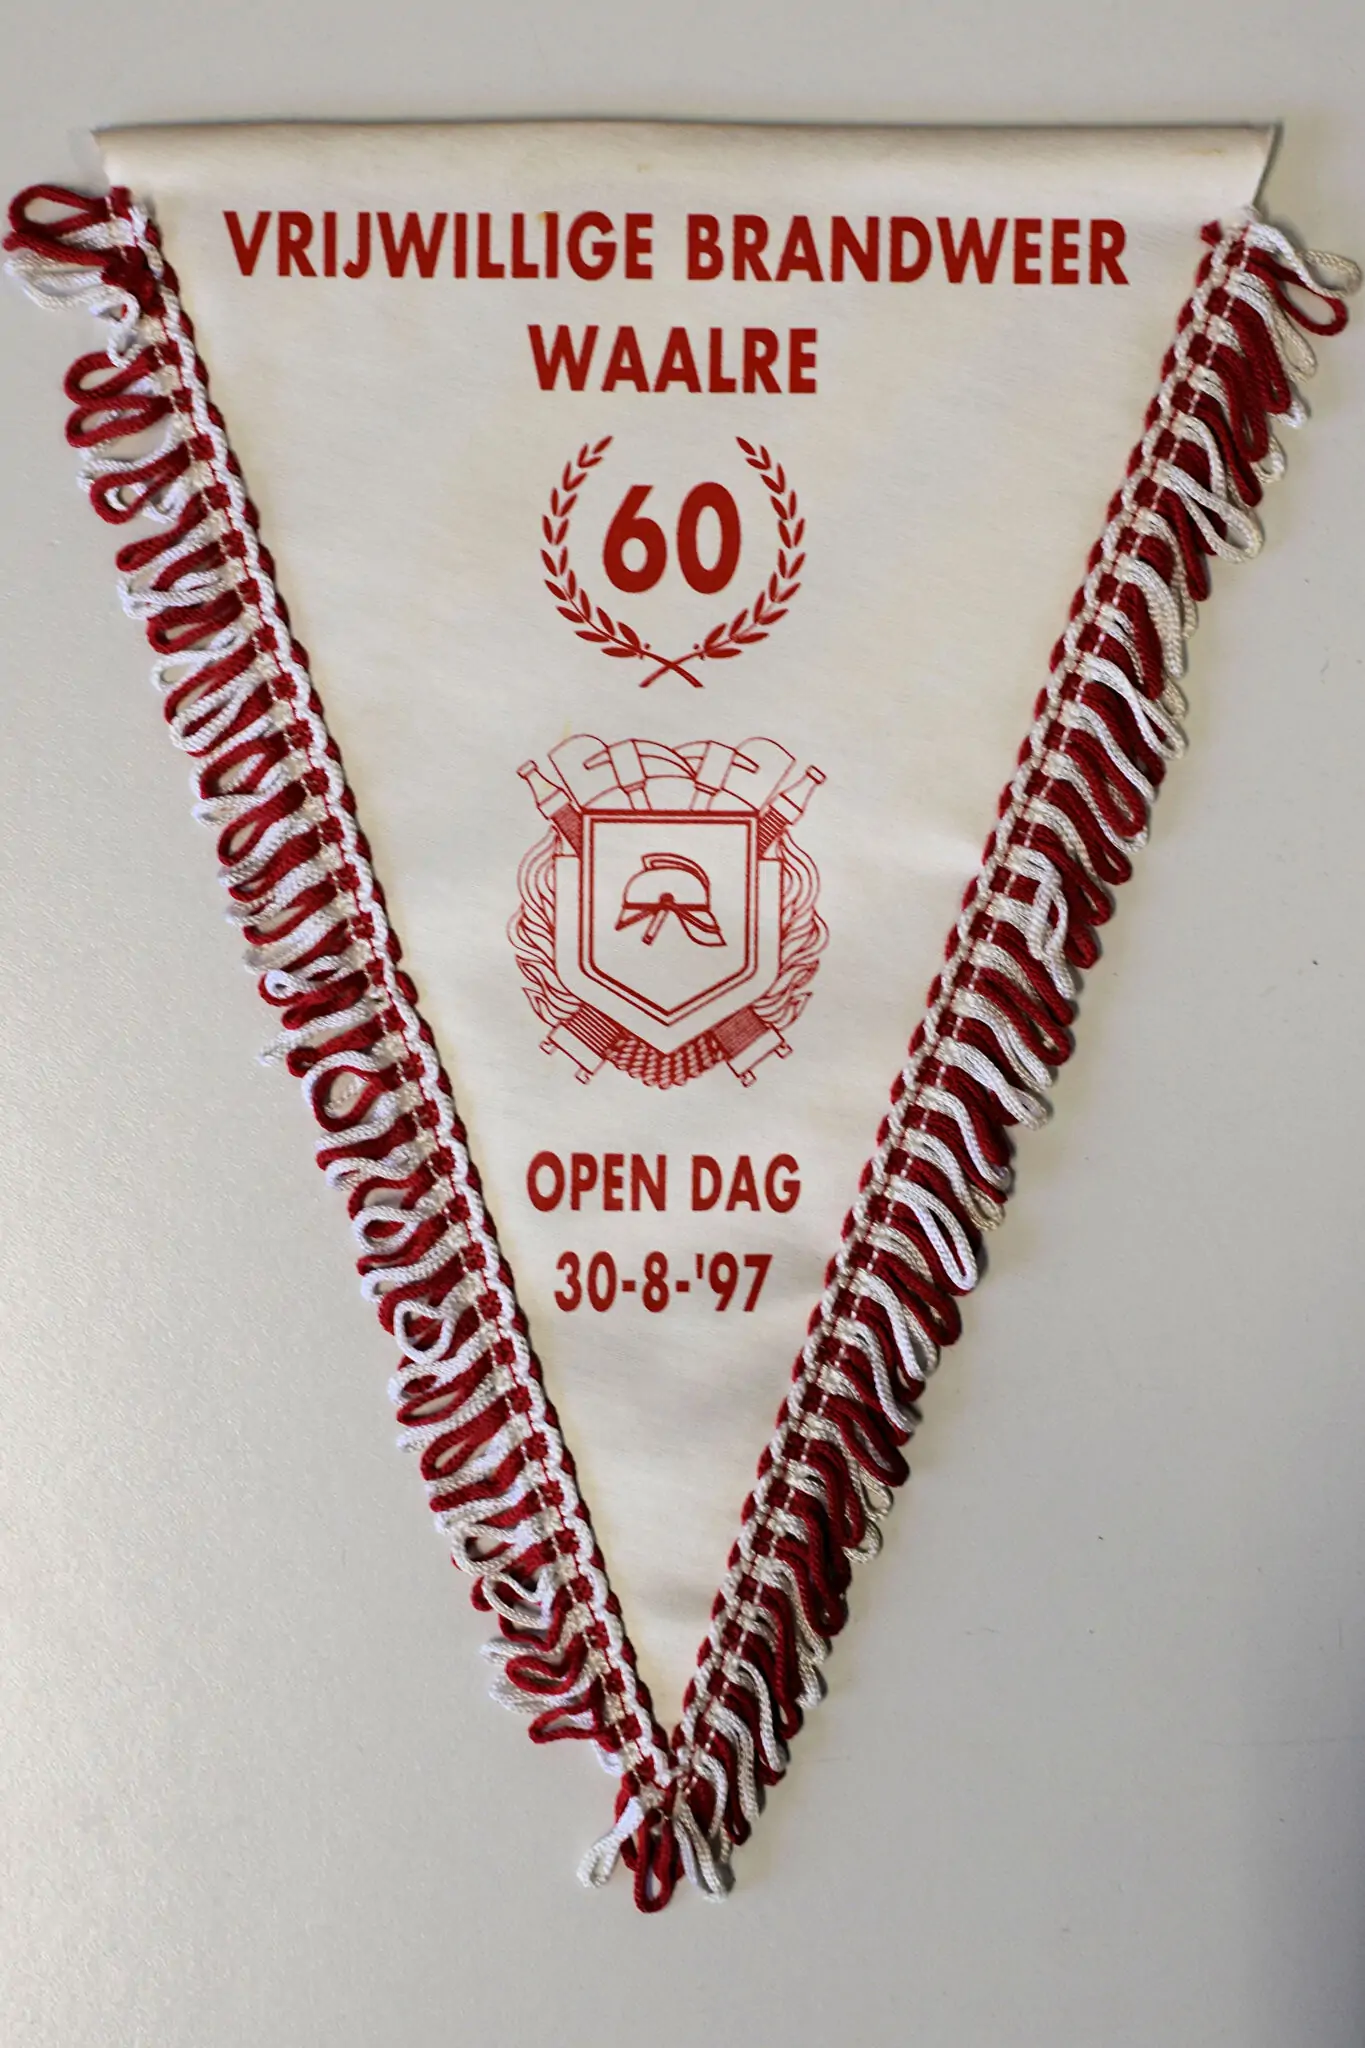 VRIJWILLIGE BRANDWEER
WAALRE
60
OPEN DAG
30-8-'97